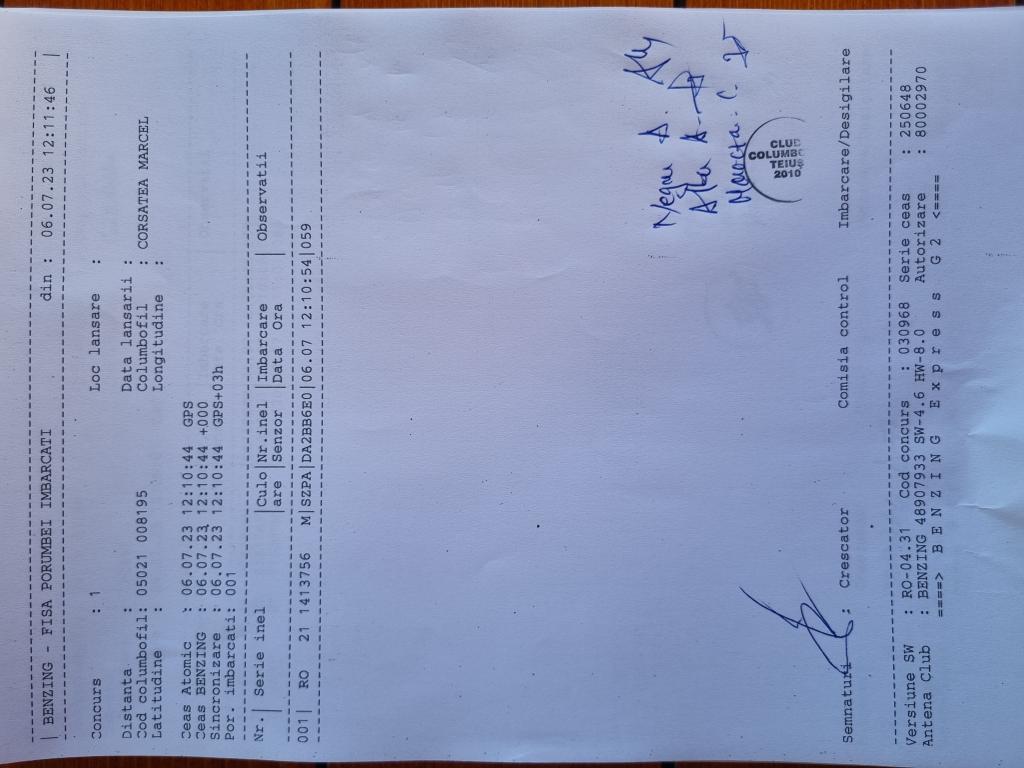 | BENZING - FISA PORUMBEI IMBARCATI din : 06.07.23 12:11:46 |
Concurs : 1 Loc lansare :
Distanta : Data lansarii :
Cod columbofil: 05021 008195 Columbofil : CORSATEA MARCEL
Latitudine : Longitudine :
Ceas Atomic : 06.07.23 12:10:44 GPS
Ceas BENZING : 06.07.23 12:10:44 +000
Sincronizare : 06.07.23 12:10:44 GPS+03h
Por. imbarcati: 001
Nr.| Serie inel |Culo|Nr.inel |Imbarcare | Observatii
|are |Senzor |Data Ora |
001| RO 21 1413756 M|SZPA|DA2BB6E0|06.07 12:10:54|059
Negru A.
A
C.
CLUB
COLUMBO
TEIUS
2010
Semnaturi : Crescator Comisia control Imbarcare/Desigilare
Versiune SW : RO-04.31 Cod concurs : 030968 Serie ceas : 250648
Antena Club : BENZING 48907933 SW-4.6 HW-8.0 Autorizare : 80002970
====> B E N Z I N G E x p r e s s G 2 <====